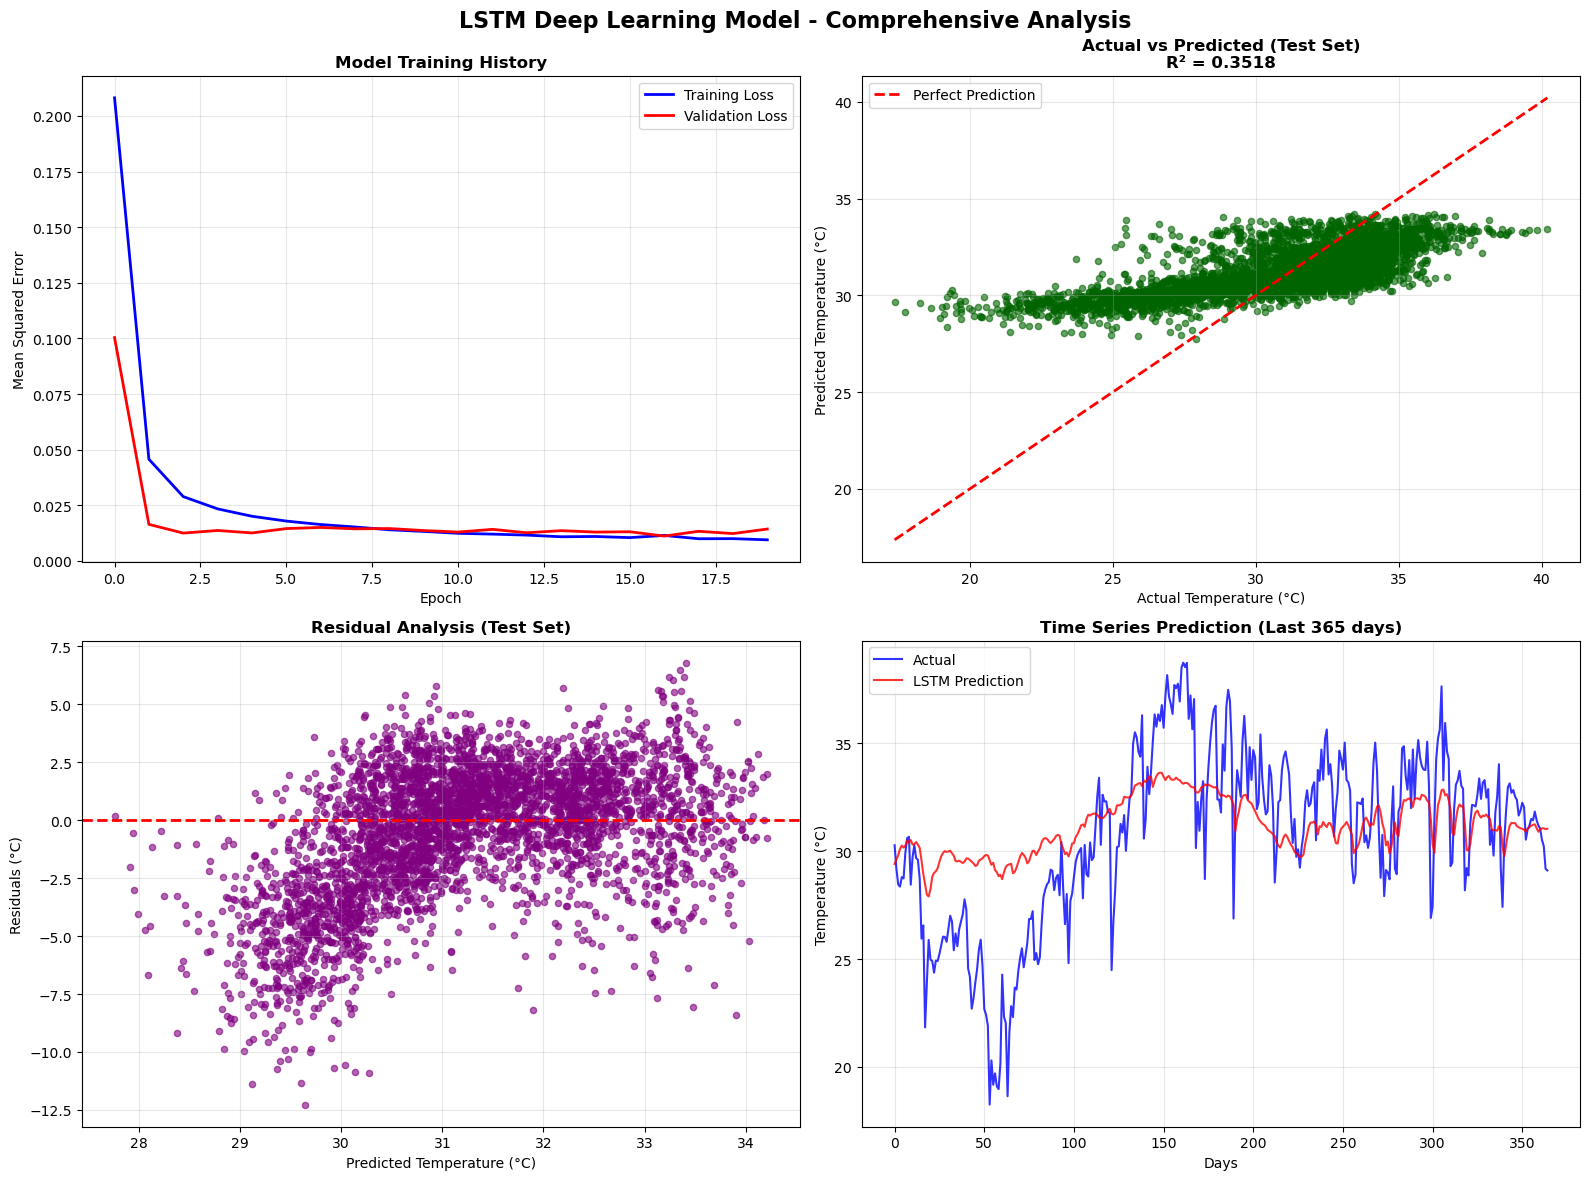 LSTM Deep Learning Model - Comprehensive Analysis
Model Training History
Training Loss
Validation Loss
0.200
0.175
0.150
0.125
0.100
0.075
0.050
0.025
0.000
Mean Squared Error
0.0
2.5
5.0
7.5
10.0
12.5
15.0
17.5
Epoch
Actual vs Predicted (Test Set)
R² = 0.3518
Perfect Prediction
40
35
30
25
20
Predicted Temperature (°C)
20
25
30
35
40
Actual Temperature (°C)
Residual Analysis (Test Set)
7.5
5.0
2.5
0.0
−2.5
−5.0
−7.5
−10.0
−12.5
Residuals (°C)
28
29
30
31
32
33
34
Predicted Temperature (°C)
Time Series Prediction (Last 365 days)
Actual
LSTM Prediction
35
30
25
20
Temperature (°C)
0
50
100
150
200
250
300
350
Days